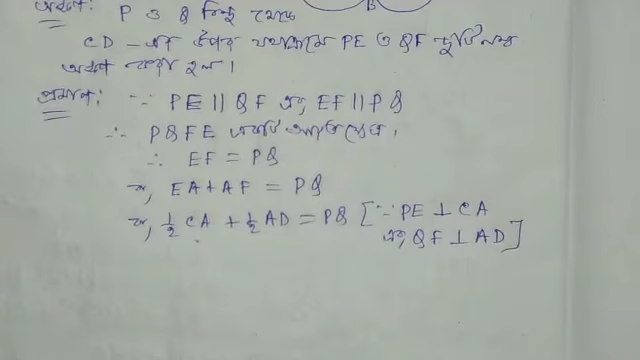 অঙ্কন: P ও Q বিন্দু থেকে
B
CD -এর উপর যথাক্রমে PE ও QF দুটি লম্ব
অঙ্কন করা হল।
প্রমাণ: ∵ PE || QF এবং EF || PQ
∴ PQFE একটি আয়তক্ষেত্র।
∴ EF = PQ
বা, EA + AF = PQ
বা, ½ CA + ½ AD = PQ [∵ PE ⊥ CA
এবং QF ⊥ AD]